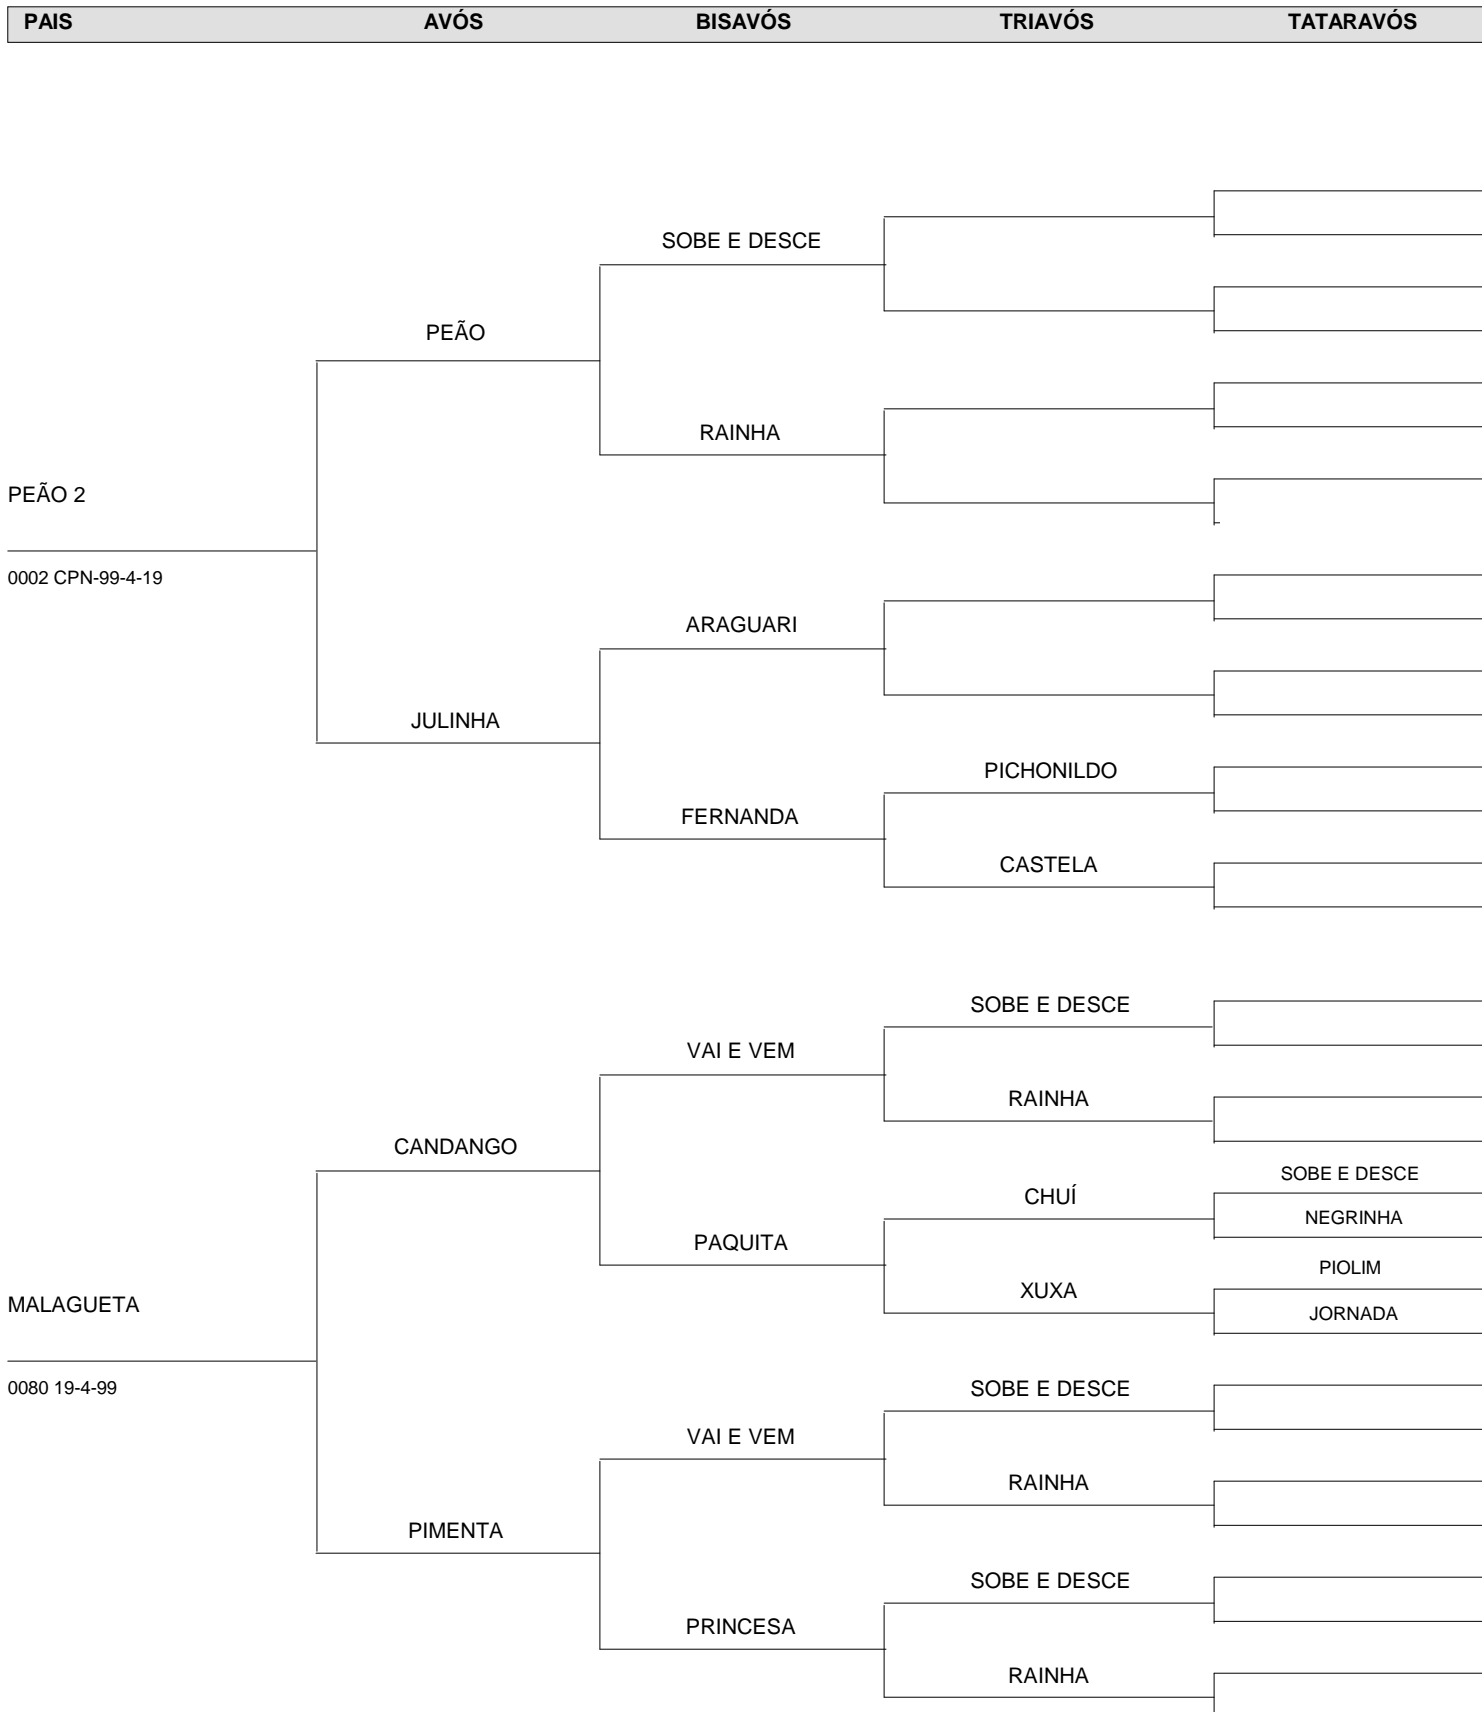 PAIS AVÓS BISAVÓS TRIAVÓS TATARAVÓS
SOBE E DESCE
PEÃO
RAINHA
PEÃO 2
0002 CPN-99-4-19
ARAGUARI
JULINHA
PICHONILDO
FERNANDA
CASTELA
SOBE E DESCE
VAI E VEM
RAINHA
CANDANGO
SOBE E DESCE
CHUÍ
NEGRINHA
PAQUITA
PIOLIM
XUXA
MALAGUETA
JORNADA
0080 19-4-99
SOBE E DESCE
VAI E VEM
RAINHA
PIMENTA
SOBE E DESCE
PRINCESA
RAINHA